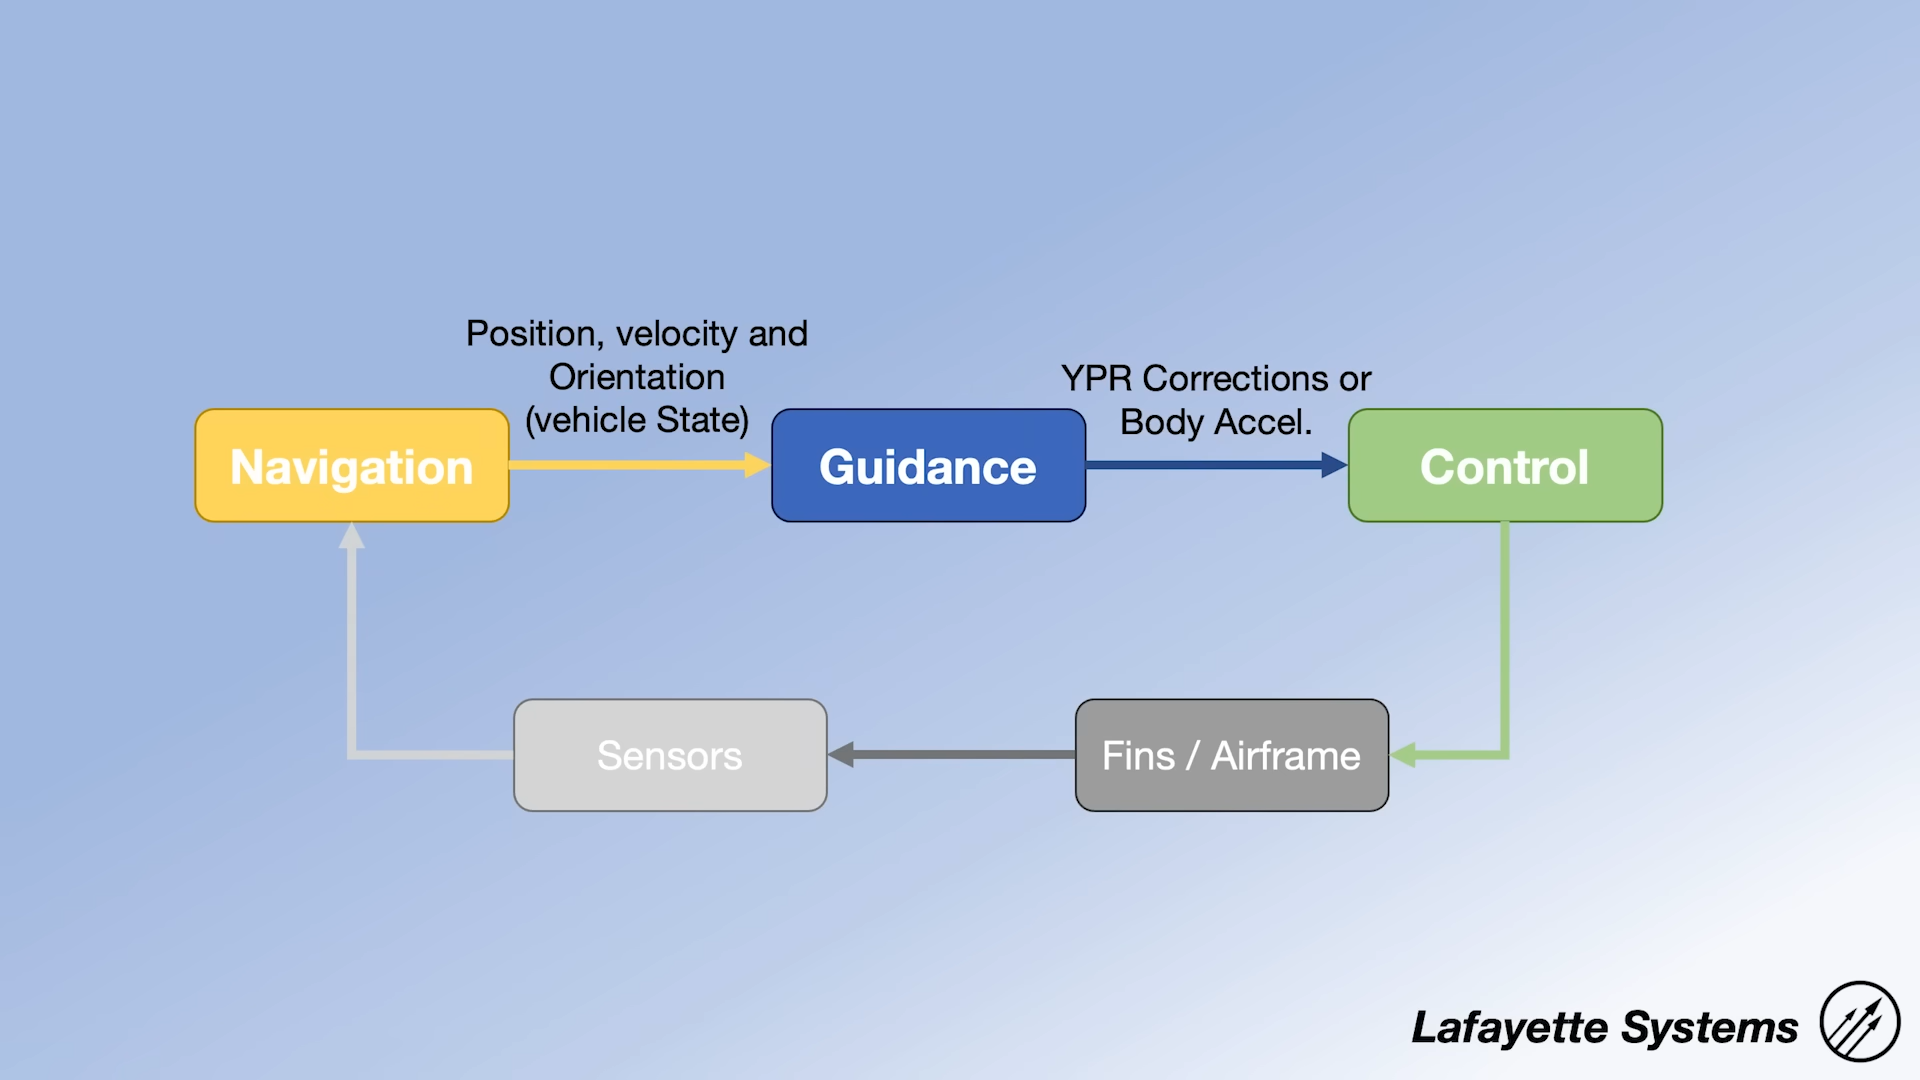 Position, velocity and
Orientation
(vehicle State)
YPR Corrections or
Body Accel.
Navigation
Guidance
Control
Sensors
Fins / Airframe
Lafayette Systems